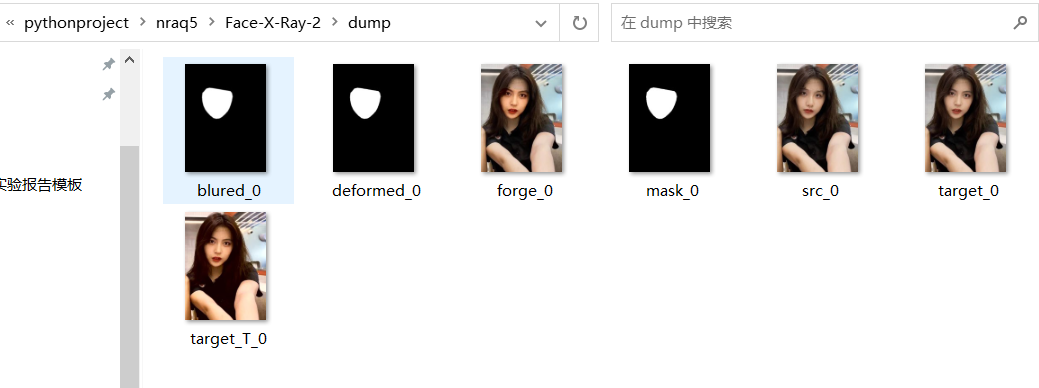 « pythonproject > nraq5 > Face-X-Ray-2 > dump
在 dump 中搜索
实验报告模板
blured_0
deformed_0
forge_0
mask_0
src_0
target_0
target_T_0